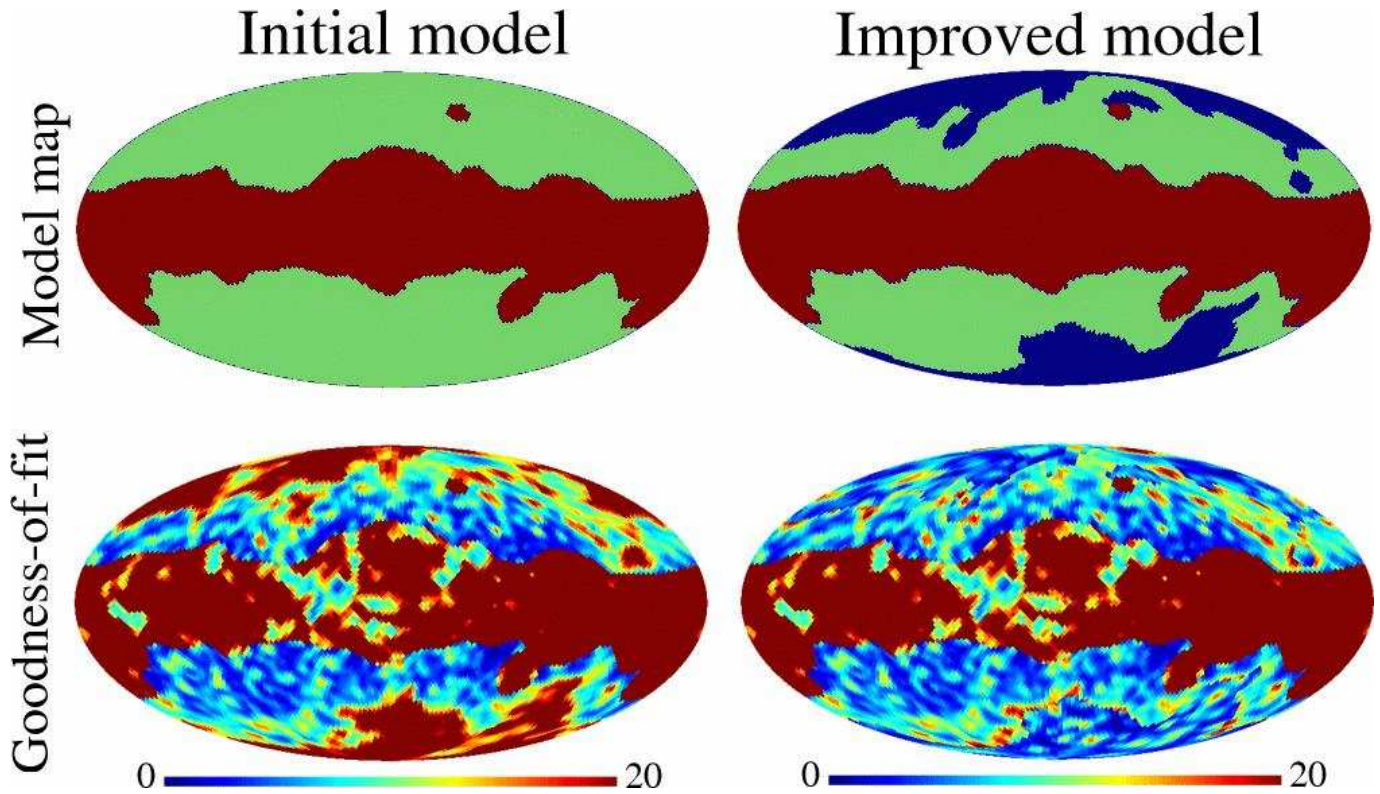 Initial model
Improved model
Model map
Goodness-of-fit
0 20
0 20